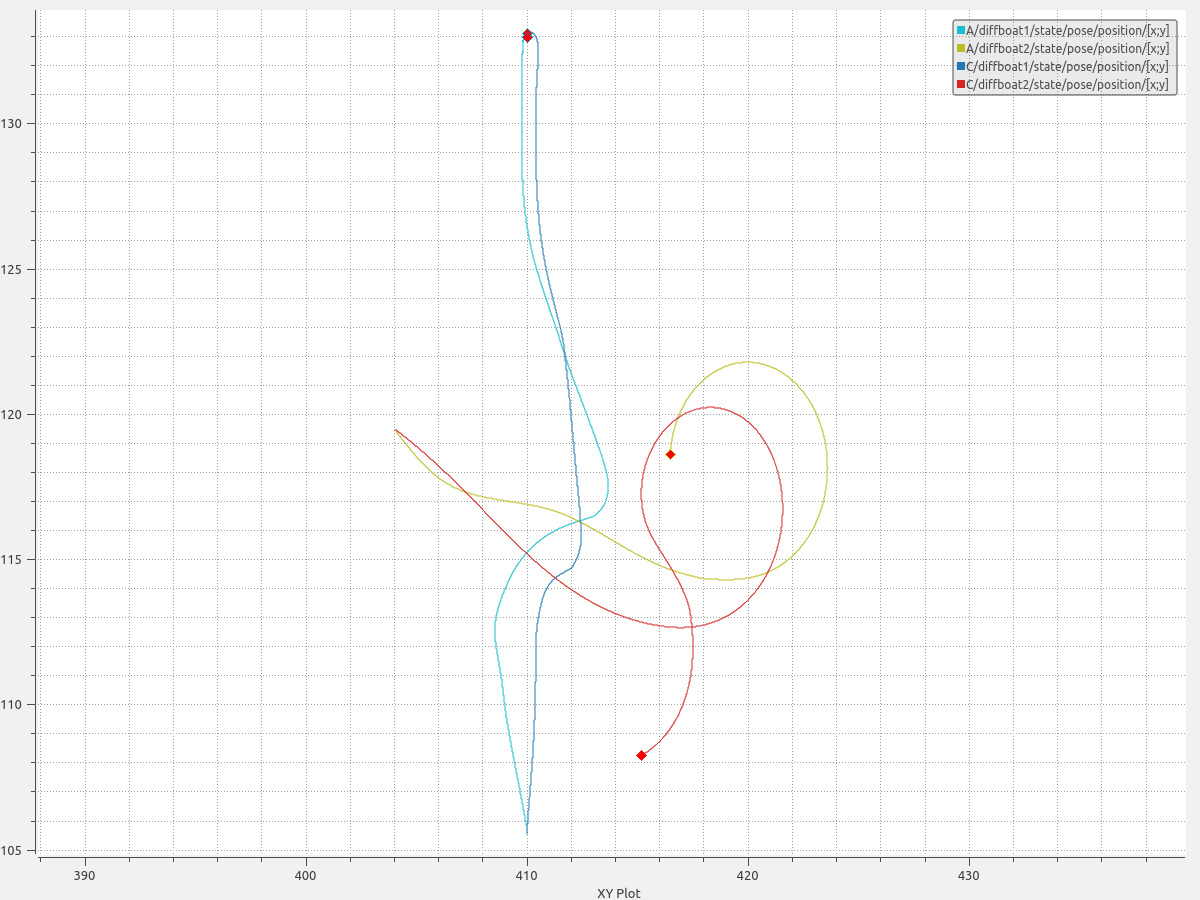 A/diffboat1/state/pose/position/[x;y]
A/diffboat2/state/pose/position/[x;y]
C/diffboat1/state/pose/position/[x;y]
C/diffboat2/state/pose/position/[x;y]
130
125
120
115
110
105
390 400 410 420 430
XY Plot